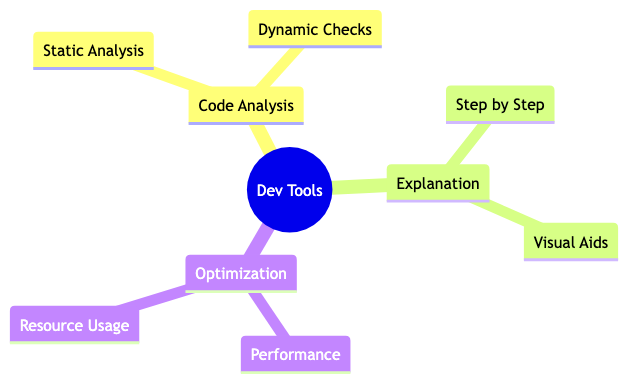 Dynamic Checks
Static Analysis
Code Analysis
Step by Step
Explanation
Dev Tools
Visual Aids
Optimization
Resource Usage
Performance